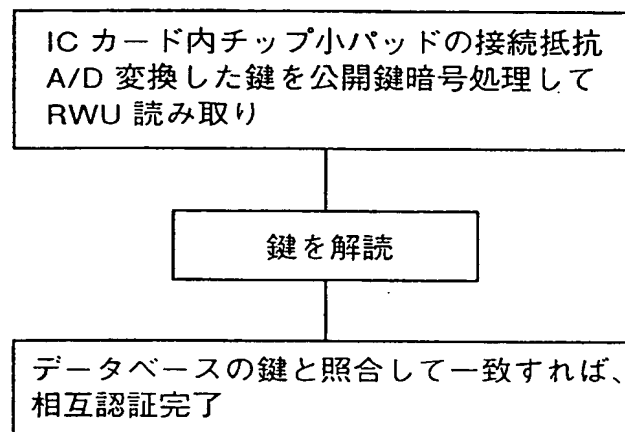 IC カード内チップ小パッドの接続抵抗
A/D 変換した鍵を公開鍵暗号処理して
RWU 読み取り
鍵を解読
データベースの鍵と照合して一致すれば、
相互認証完了